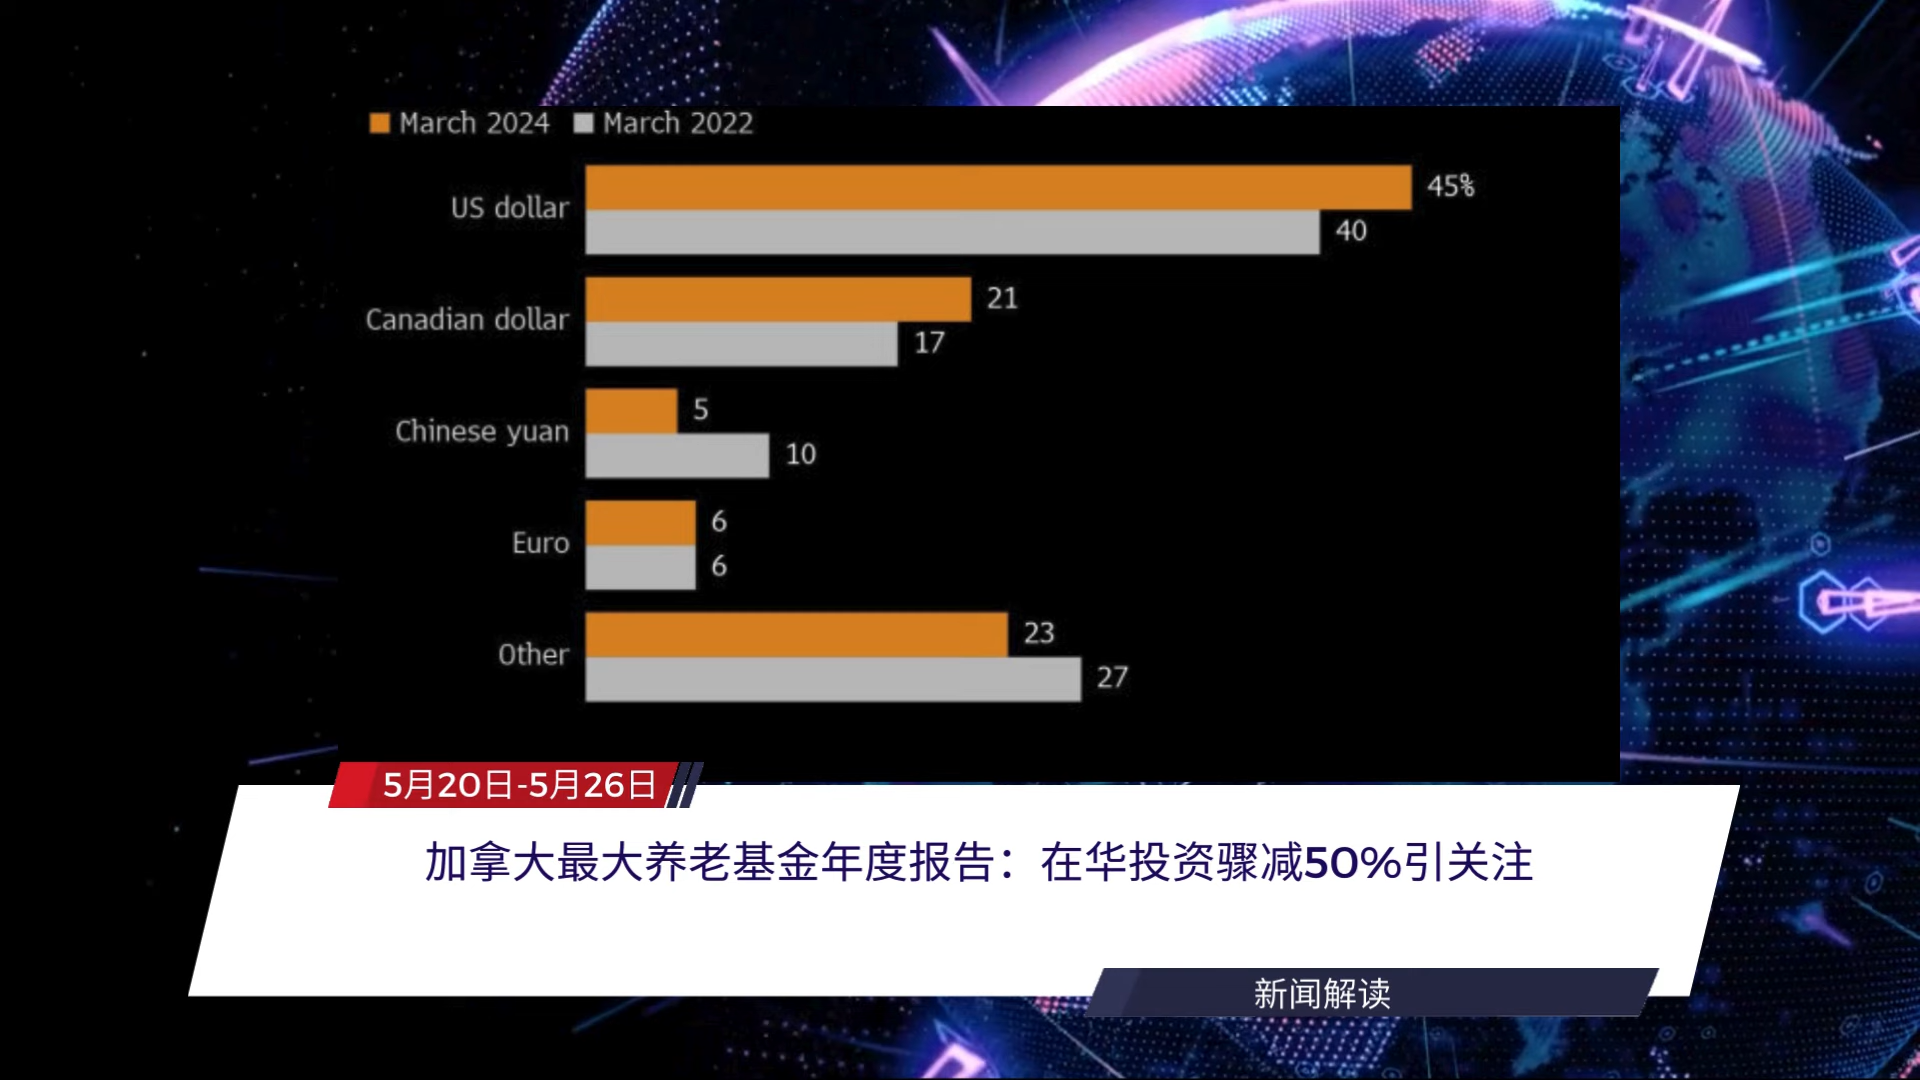 March 2024 March 2022
US dollar 45%
40
Canadian dollar 21
17
Chinese yuan 5
10
Euro 6
6
Other 23
27
5月20日-5月26日
加拿大最大养老基金年度报告：在华投资骤减50%引关注
新闻解读